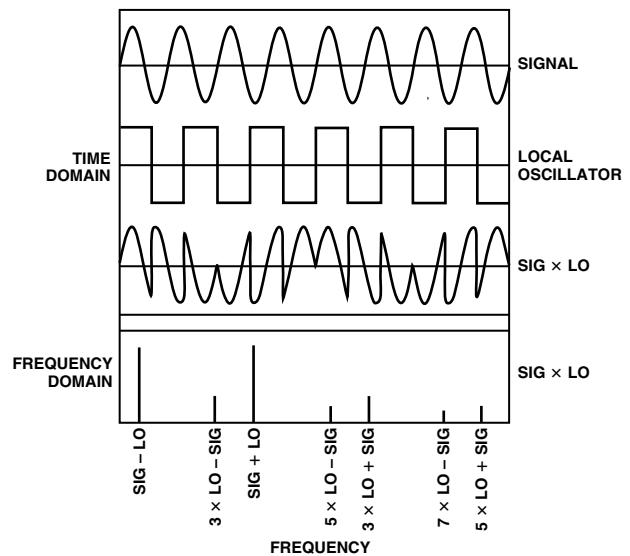 SIGNAL
TIME
DOMAIN
LOCAL
OSCILLATOR
SIG × LO
FREQUENCY
DOMAIN
SIG × LO
SIG – LO
3 × LO – SIG
SIG + LO
5 × LO – SIG
3 × LO + SIG
7 × LO – SIG
5 × LO + SIG
FREQUENCY